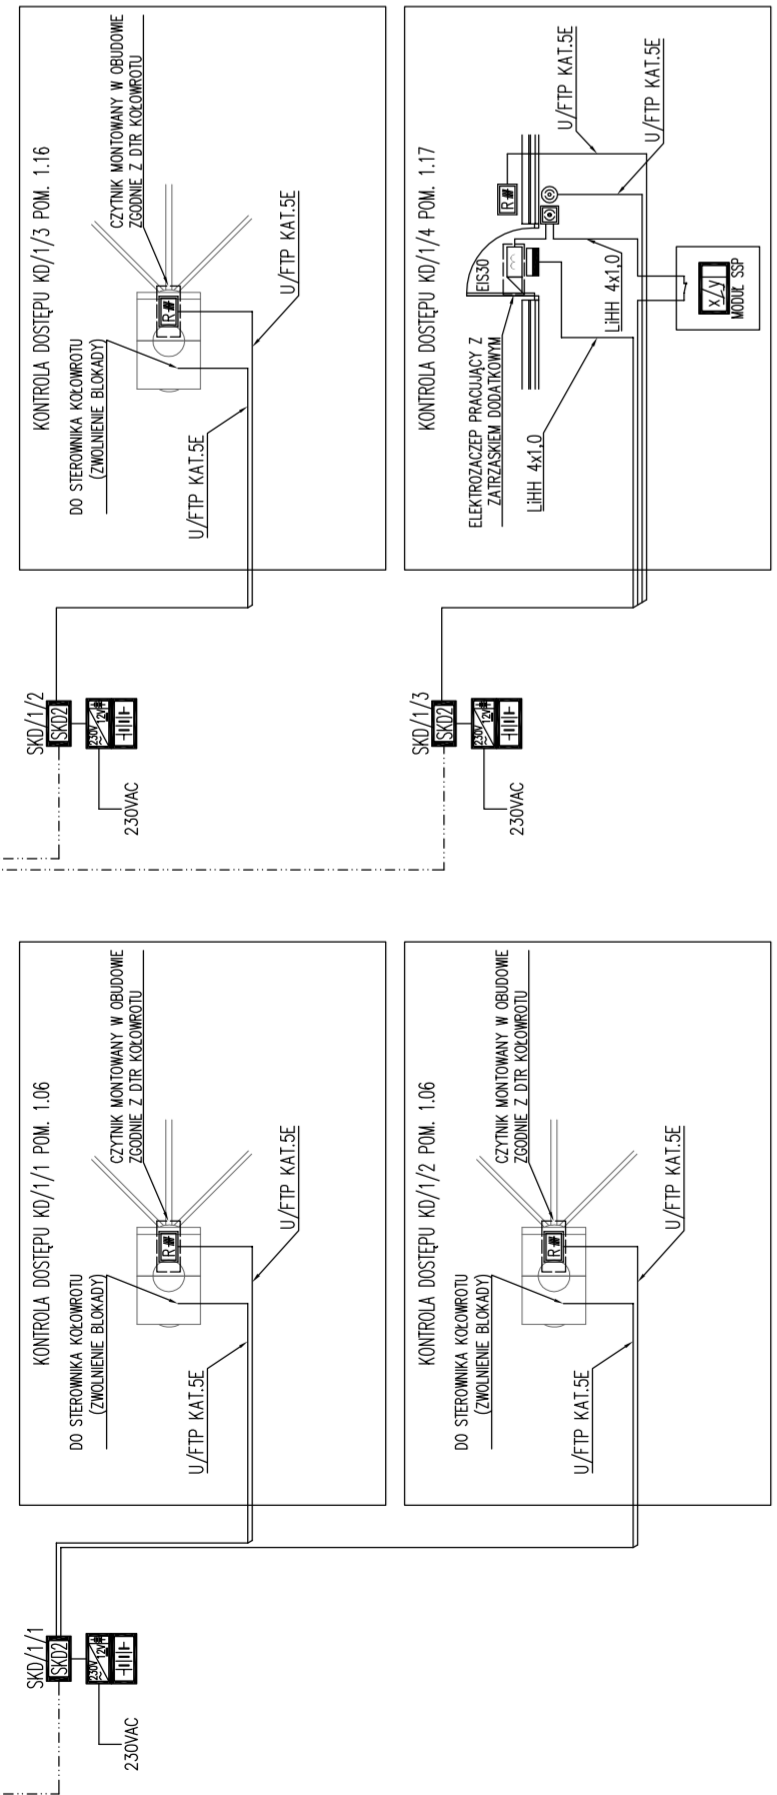 SKD/1/1
SKD2
230V
12V
230VAC
KONTROLA DOSTĘPU KD/1/1 POM. 1.06
DO STEROWNIKA KOŁOWROTU
(ZWOLNIENIE BLOKADY)
CZYTNIK MONTOWANY W OBUDOWIE
ZGODNIE Z DTR KOŁOWROTU
R#
U/FTP KAT.5E
U/FTP KAT.5E
KONTROLA DOSTĘPU KD/1/2 POM. 1.06
DO STEROWNIKA KOŁOWROTU
(ZWOLNIENIE BLOKADY)
CZYTNIK MONTOWANY W OBUDOWIE
ZGODNIE Z DTR KOŁOWROTU
R#
U/FTP KAT.5E
U/FTP KAT.5E
SKD/1/2
SKD2
230V
12V
230VAC
KONTROLA DOSTĘPU KD/1/3 POM. 1.16
DO STEROWNIKA KOŁOWROTU
(ZWOLNIENIE BLOKADY)
CZYTNIK MONTOWANY W OBUDOWIE
ZGODNIE Z DTR KOŁOWROTU
R#
U/FTP KAT.5E
U/FTP KAT.5E
SKD/1/3
SKD2
230V
12V
230VAC
KONTROLA DOSTĘPU KD/1/4 POM. 1.17
ELEKTROZACZEP PRACUJĄCY Z
ZATRZASKIEM DODATKOWYM
EIS30
R#
LiHH 4x1,0
LiHH 4x1,0
U/FTP KAT.5E
U/FTP KAT.5E
x/y
MODUŁ SSP